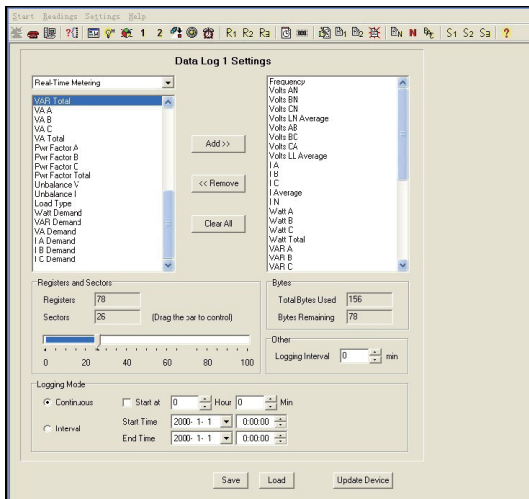 Start Readings Settings Help
1 2 R1 R2 R3 S1 S2 S3 ?
Data Log 1 Settings
Real-Time Metering
VAR Total
VA A
VA B
VA C
VA Total
Pwr Factor A
Pwr Factor B
Pwr Factor C
Pwr Factor Total
Unbalance V
Unbalance I
Load Type
Watt Demand
VAR Demand
VA Demand
I A Demand
I B Demand
I C Demand
Add >>
<< Remove
Clear All
Frequency
Volts AN
Volts BN
Volts CN
Volts LN Average
Volts AB
Volts BC
Volts CA
Volts LL Average
I A
I B
I C
I Average
I N
Watt A
Watt B
Watt C
Watt Total
VAR A
VAR B
VAR C
Registers and Sectors
Registers 78
Sectors 26 (Drag the bar to control)
0 20 40 60 80 100
Bytes
Total Bytes Used 156
Bytes Remaining 78
Other
Logging Interval 0 min
Logging Mode
Continuous Start at 0 Hour 0 Min
Interval Start Time 2000- 1- 1 0:00:00
End Time 2000- 1- 1 0:00:00
Save Load Update Device